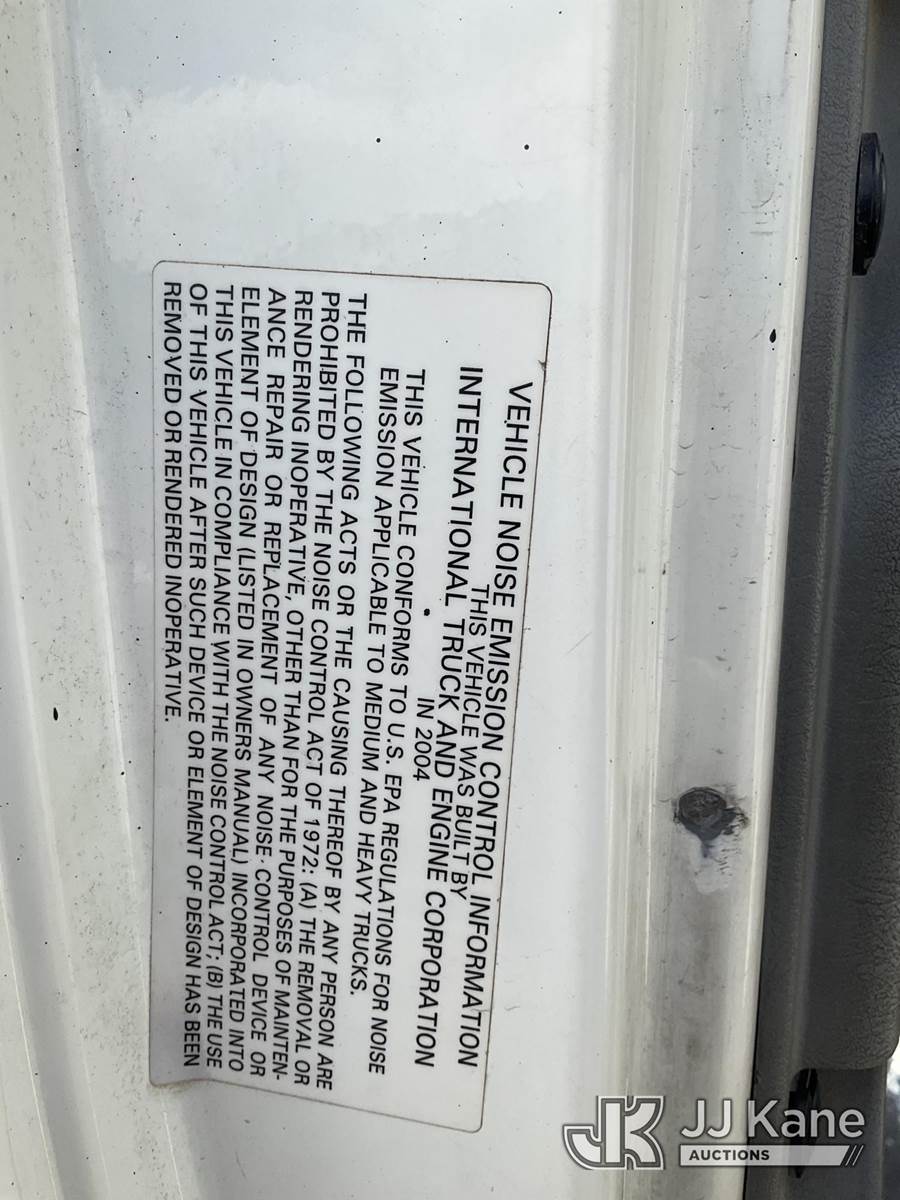 VEHICLE NOISE EMISSION CONTROL INFORMATION
THIS VEHICLE WAS BUILT BY
INTERNATIONAL TRUCK AND ENGINE CORPORATION
IN 2004
THIS VEHICLE CONFORMS TO U.S. EPA REGULATIONS FOR NOISE
EMISSION APPLICABLE TO MEDIUM AND HEAVY TRUCKS.
THE FOLLOWING ACTS OR THE CAUSING THEREOF BY ANY PERSON ARE
PROHIBITED BY THE NOISE CONTROL ACT OF 1972: (A) THE REMOVAL OR
RENDERING INOPERATIVE, OTHER THAN FOR THE PURPOSES OF MAINTEN-
ANCE REPAIR OR REPLACEMENT OF ANY NOISE CONTROL DEVICE OR
ELEMENT OF DESIGN (LISTED IN OWNERS MANUAL) INCORPORATED INTO
THIS VEHICLE IN COMPLIANCE WITH THE NOISE CONTROL ACT; (B) THE USE
OF THIS VEHICLE AFTER SUCH DEVICE OR ELEMENT OF DESIGN HAS BEEN
REMOVED OR RENDERED INOPERATIVE.
JK JJ Kane
AUCTIONS